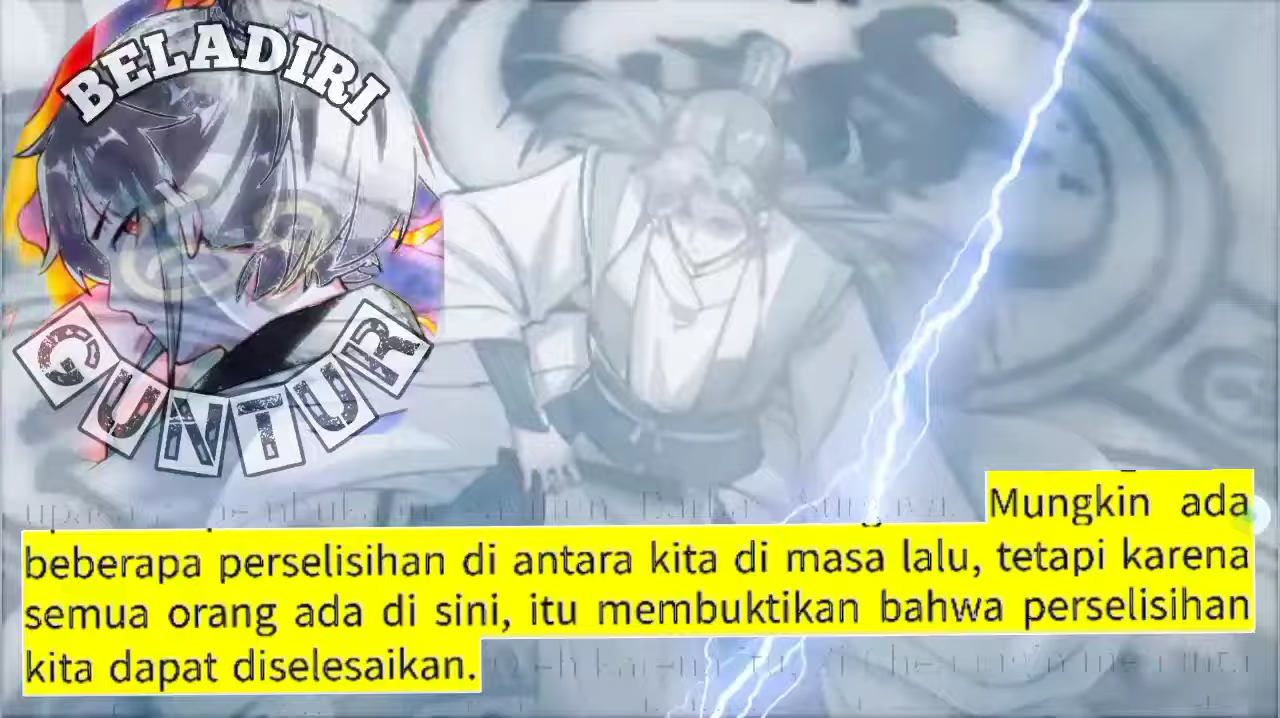 BELADIRI
GUNTUR
Mungkin ada
beberapa perselisihan di antara kita di masa lalu, tetapi karena
semua orang ada di sini, itu membuktikan bahwa perselisihan
kita dapat diselesaikan.